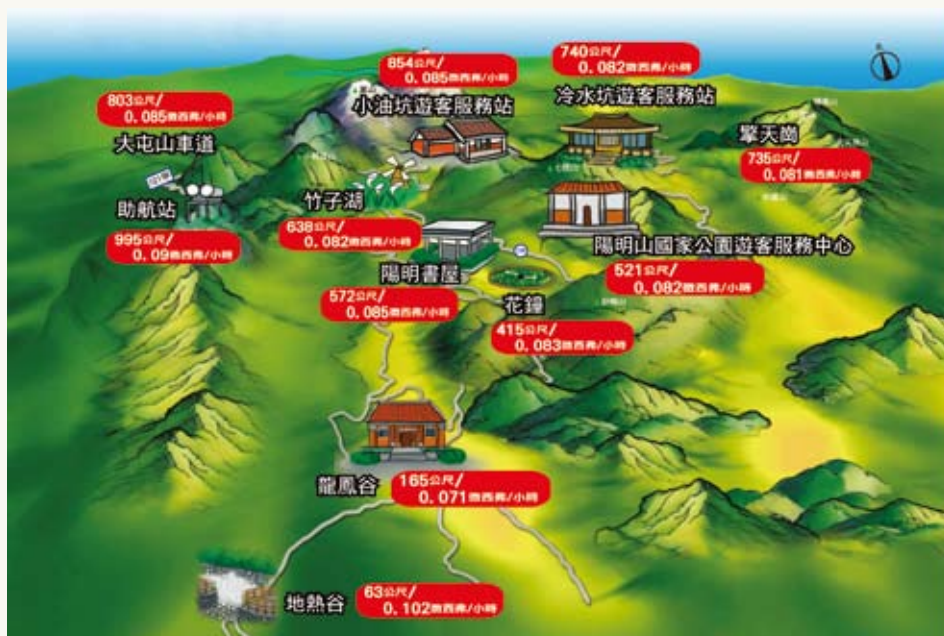 854公尺/
0.085微西弗/小時
小油坑遊客服務站
740公尺/
0.082微西弗/小時
冷水坑遊客服務站
803公尺/
0.085微西弗/小時
大屯山車道
擎天崗
735公尺/
0.081微西弗/小時
助航站
995公尺/
0.09微西弗/小時
竹子湖
638公尺/
0.082微西弗/小時
陽明山國家公園遊客服務中心
521公尺/
0.082微西弗/小時
陽明書屋
572公尺/
0.085微西弗/小時
花鐘
415公尺/
0.083微西弗/小時
龍鳳谷
165公尺/
0.071微西弗/小時
地熱谷
63公尺/
0.102微西弗/小時